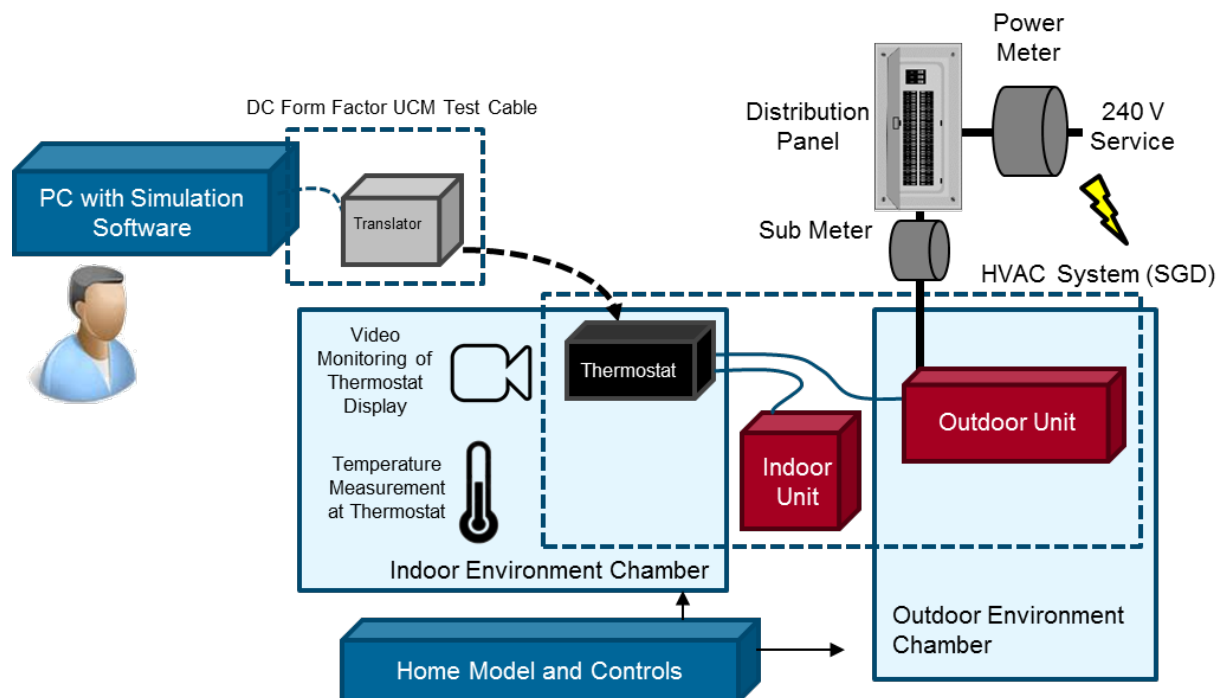 Power
Meter
DC Form Factor UCM Test Cable
Distribution
Panel
240 V
Service
PC with Simulation
Software
Translator
Sub Meter
HVAC System (SGD)
Video
Monitoring of
Thermostat
Display
Thermostat
Outdoor Unit
Indoor
Unit
Temperature
Measurement
at Thermostat
Indoor Environment Chamber
Outdoor Environment
Chamber
Home Model and Controls